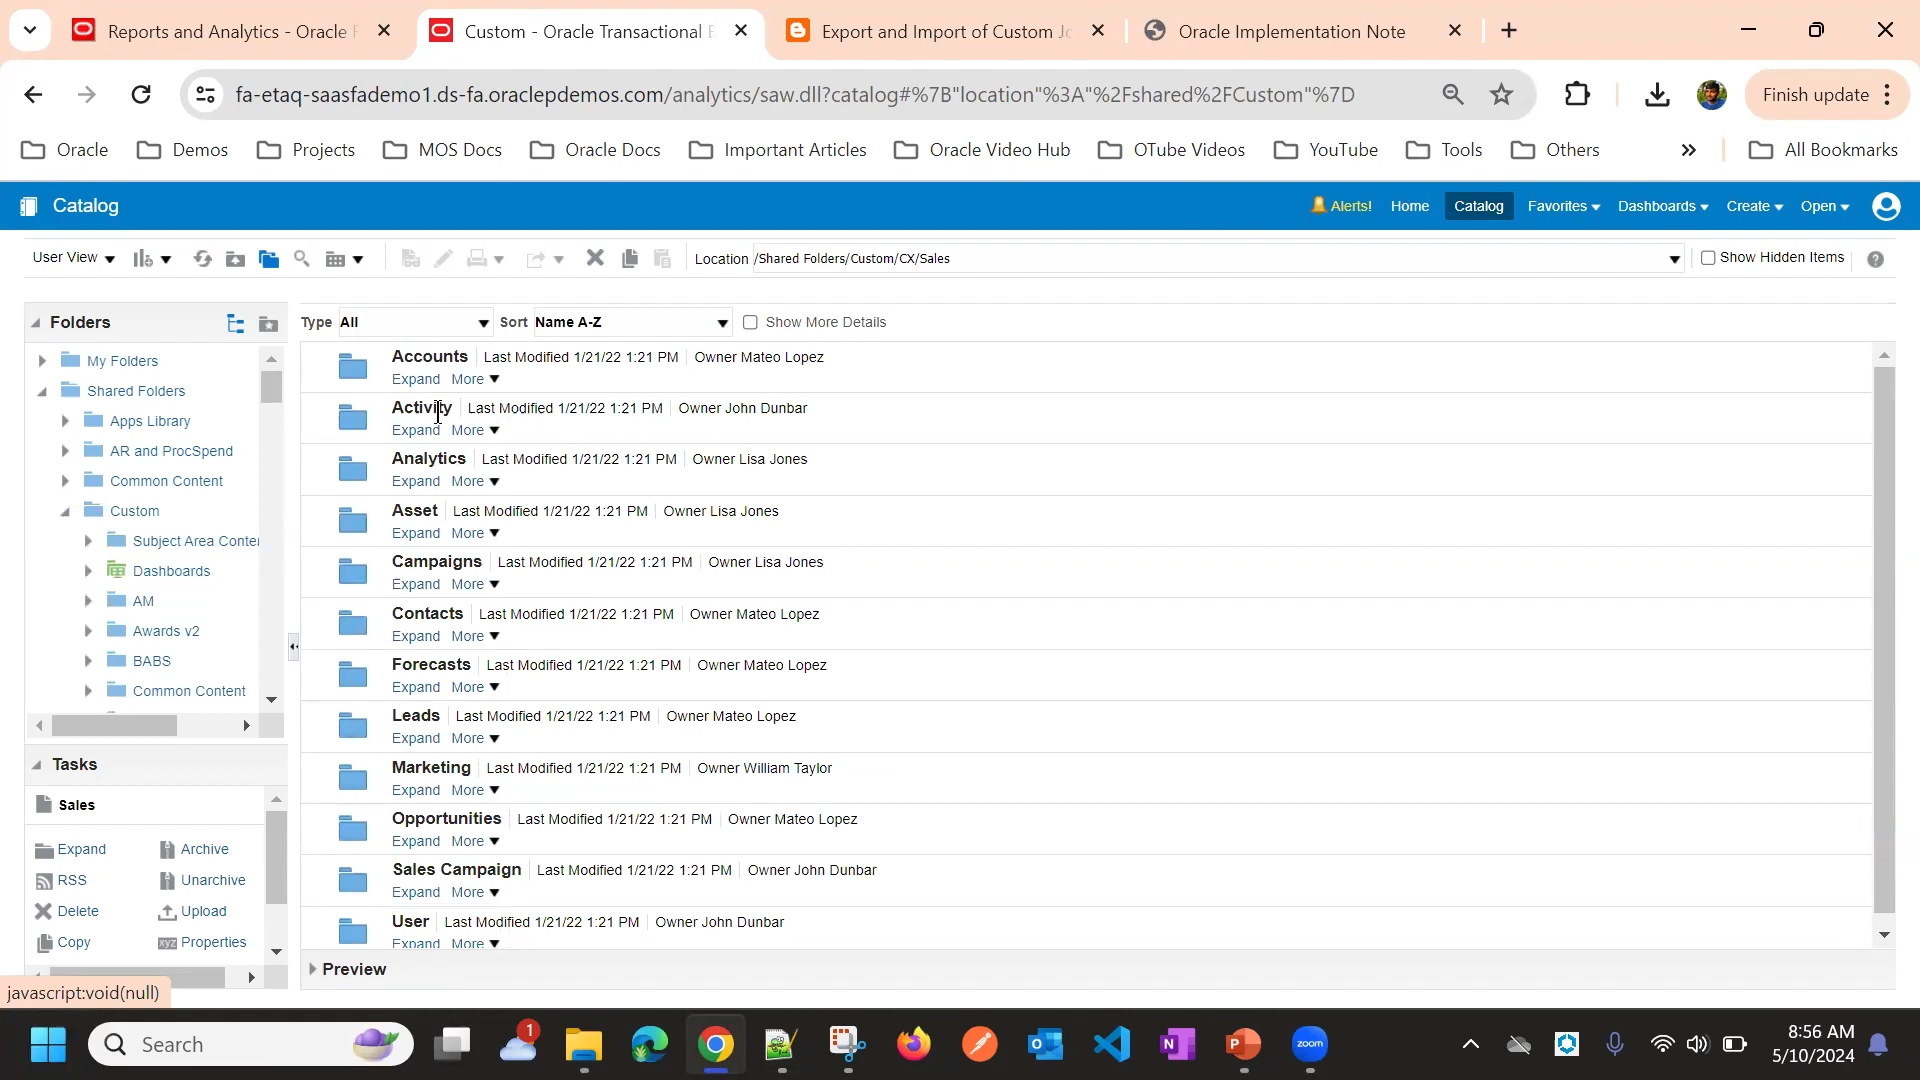 Reports and Analytics - Oracle F
Custom - Oracle Transactional B
Export and Import of Custom Jo
Oracle Implementation Note
fa-etaq-saasfademo1.ds-fa.oraclepdemos.com/analytics/saw.dll?catalog#%7B"location"%3A"%2Fshared%2FCustom"%7D
Finish update
Oracle
Demos
Projects
MOS Docs
Oracle Docs
Important Articles
Oracle Video Hub
OTube Videos
YouTube
Tools
Others
»
All Bookmarks
Catalog
Alerts!
Home
Catalog
Favorites
Dashboards
Create
Open
User View
Location /Shared Folders/Custom/CX/Sales
Show Hidden Items
Folders
Type All
Sort Name A-Z
Show More Details
My Folders
Shared Folders
Apps Library
AR and ProcSpend
Common Content
Custom
Subject Area Conter
Dashboards
AM
Awards v2
BABS
Common Content
Accounts Last Modified 1/21/22 1:21 PM Owner Mateo Lopez
Expand More
Activity Last Modified 1/21/22 1:21 PM Owner John Dunbar
Expand More
Analytics Last Modified 1/21/22 1:21 PM Owner Lisa Jones
Expand More
Asset Last Modified 1/21/22 1:21 PM Owner Lisa Jones
Expand More
Campaigns Last Modified 1/21/22 1:21 PM Owner Lisa Jones
Expand More
Contacts Last Modified 1/21/22 1:21 PM Owner Mateo Lopez
Expand More
Forecasts Last Modified 1/21/22 1:21 PM Owner Mateo Lopez
Expand More
Leads Last Modified 1/21/22 1:21 PM Owner Mateo Lopez
Expand More
Marketing Last Modified 1/21/22 1:21 PM Owner William Taylor
Expand More
Opportunities Last Modified 1/21/22 1:21 PM Owner Mateo Lopez
Expand More
Sales Campaign Last Modified 1/21/22 1:21 PM Owner John Dunbar
Expand More
User Last Modified 1/21/22 1:21 PM Owner John Dunbar
Expand More
Tasks
Sales
Expand
Archive
RSS
Unarchive
Delete
Upload
Copy
xyz Properties
Preview
javascript:void(null)
Search
1
zoom
8:56 AM
5/10/2024